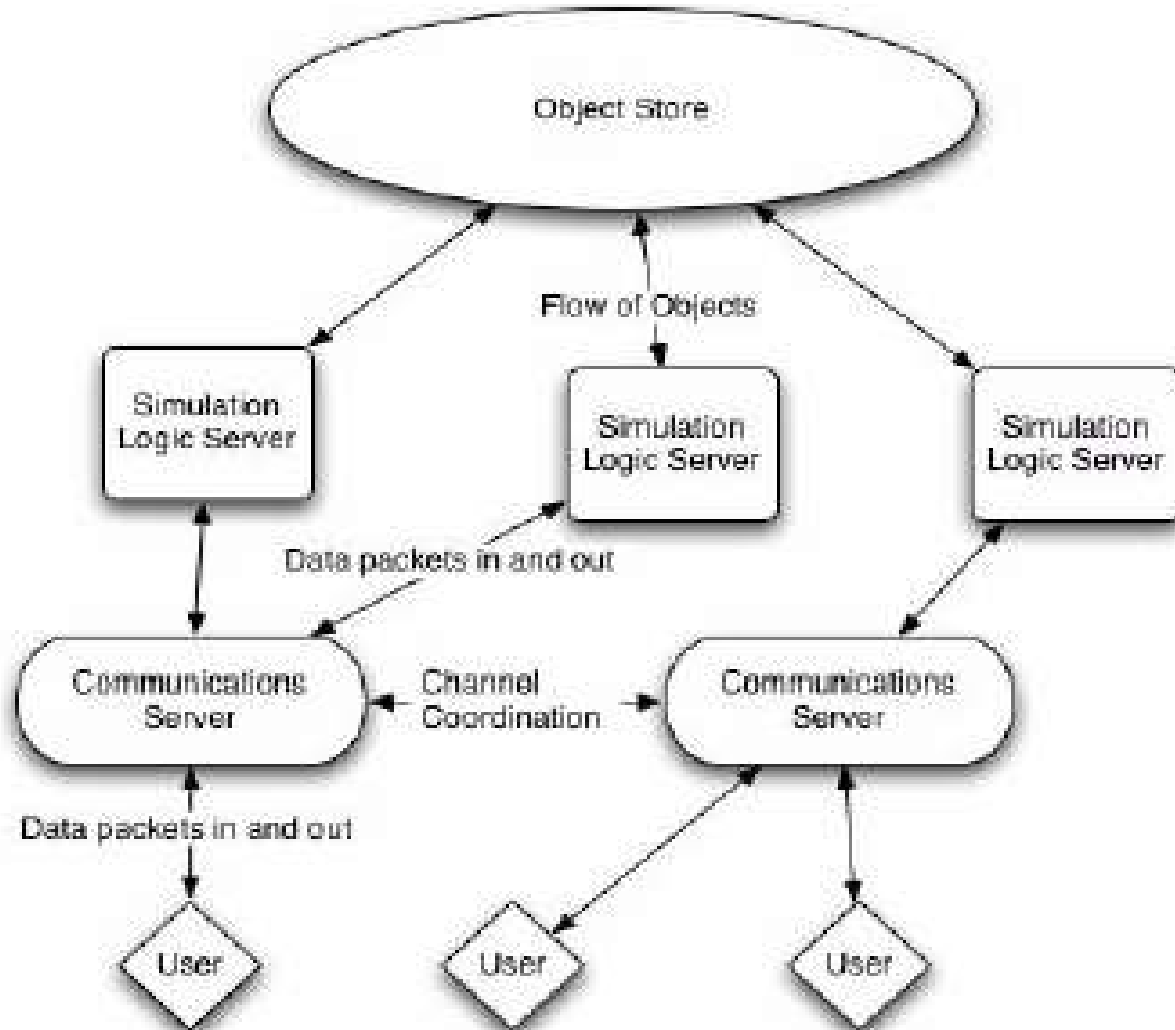 Object Store
Flow of Objects
Simulation
Logic Server
Simulation
Logic Server
Simulation
Logic Server
Data packets in and out
Communications
Server
Channel
Coordination
Communications
Server
Data packets in and out
User
User
User